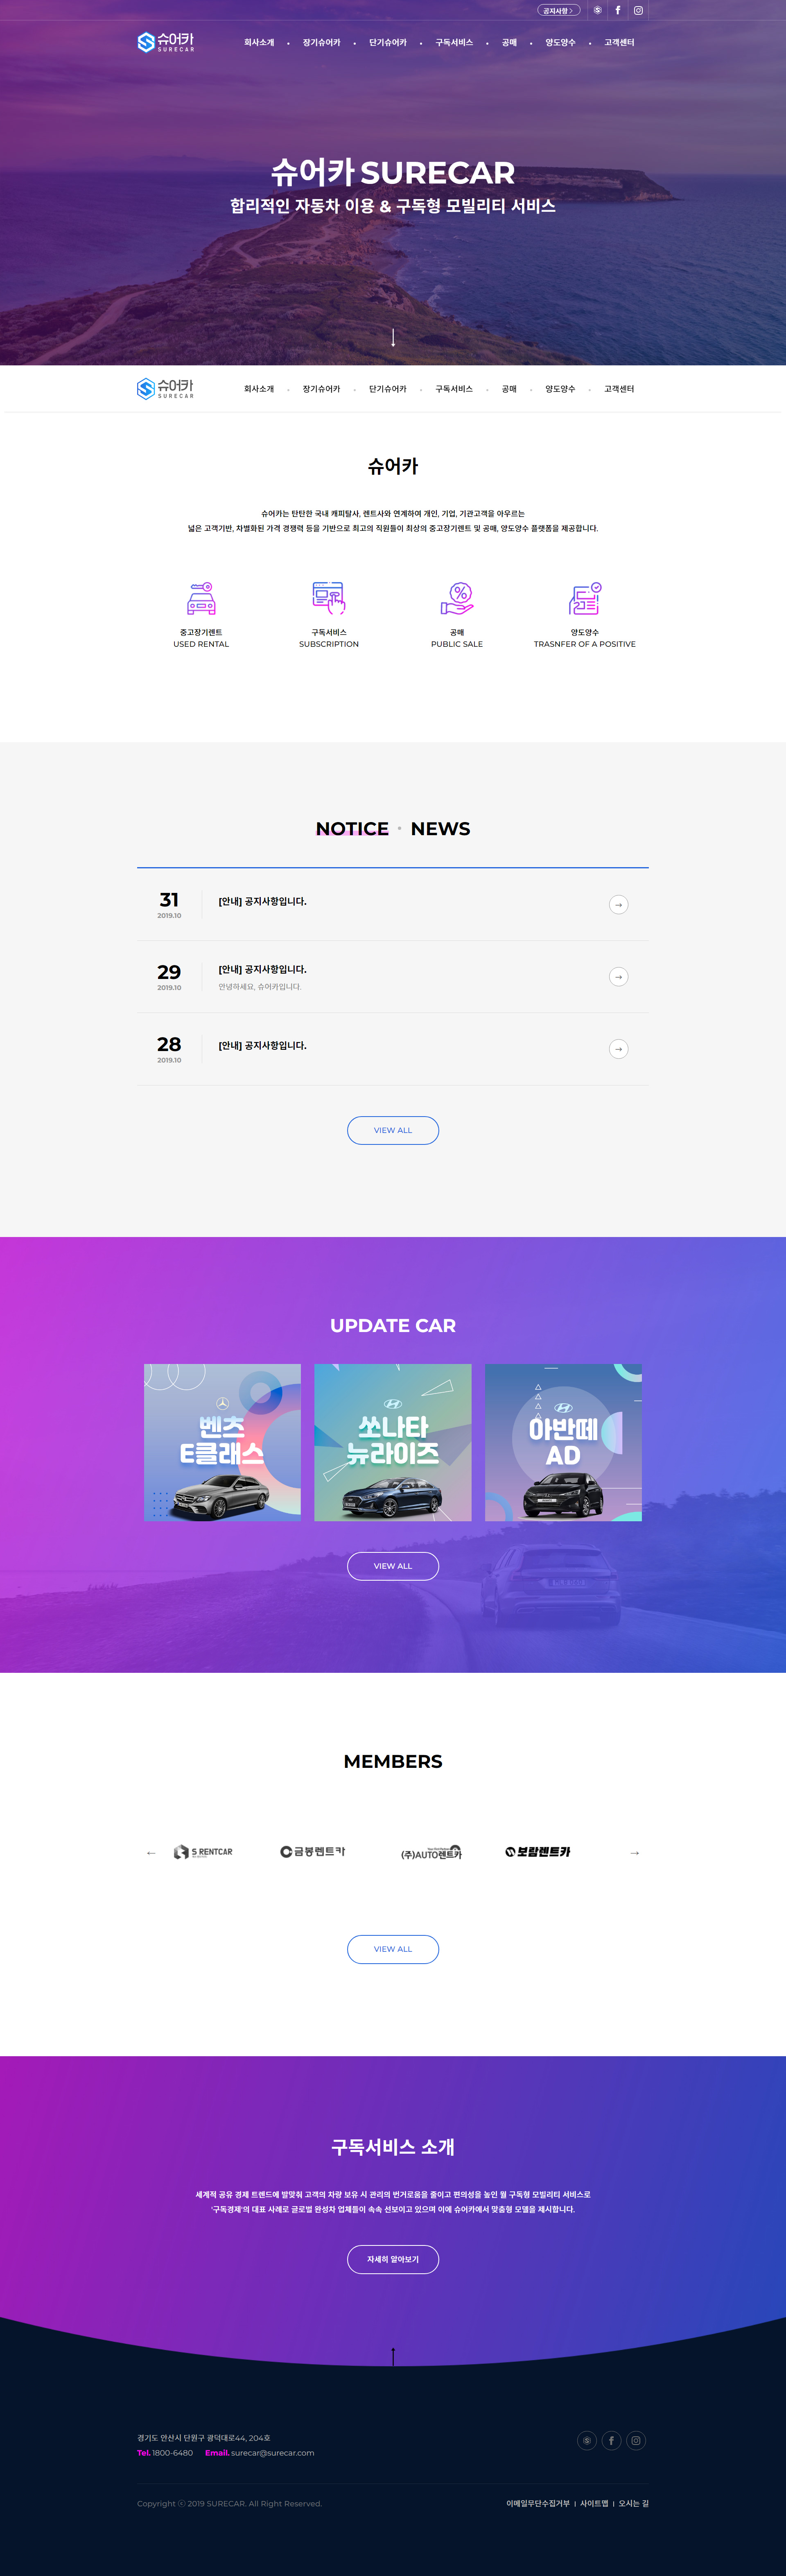 공지사항
슈어카
SURECAR
회사소개 장기슈어카 단기슈어카 구독서비스 공매 양도양수 고객센터
슈어카 SURECAR
합리적인 자동차 이용 & 구독형 모빌리티 서비스
슈어카
SURECAR
회사소개 장기슈어카 단기슈어카 구독서비스 공매 양도양수 고객센터
슈어카
슈어카는 탄탄한 국내 캐피탈사, 렌트사와 연계하여 개인, 기업, 기관고객을 아우르는
넓은 고객기반, 차별화된 가격 경쟁력 등을 기반으로 최고의 직원들이 최상의 중고장기렌트 및 공매, 양도양수 플랫폼을 제공합니다.
중고장기렌트 구독서비스 공매 양도양수
USED RENTAL SUBSCRIPTION PUBLIC SALE TRASNFER OF A POSITIVE
NOTICE NEWS
31
2019.10
[안내] 공지사항입니다.
29
2019.10
[안내] 공지사항입니다.
안녕하세요, 슈어카입니다.
28
2019.10
[안내] 공지사항입니다.
VIEW ALL
UPDATE CAR
벤츠
E클래스
쏘나타
뉴라이즈
아반떼
AD
VIEW ALL
MEMBERS
S RENTCAR
금봉렌트카
(주)AUTO렌트카
보람렌트카
VIEW ALL
구독서비스 소개
세계적 공유 경제 트렌드에 발맞춰 고객의 차량 보유 시 관리의 번거로움을 줄이고 편의성을 높인 월 구독형 모빌리티 서비스로
'구독경제'의 대표 사례로 글로벌 완성차 업체들이 속속 선보이고 있으며 이에 슈어카에서 맞춤형 모델을 제시합니다.
자세히 알아보기
경기도 안산시 단원구 광덕대로44, 204호
Tel. 1800-6480 Email. surecar@surecar.com
Copyright ⓒ 2019 SURECAR. All Right Reserved.
이메일무단수집거부 | 사이트맵 | 오시는 길